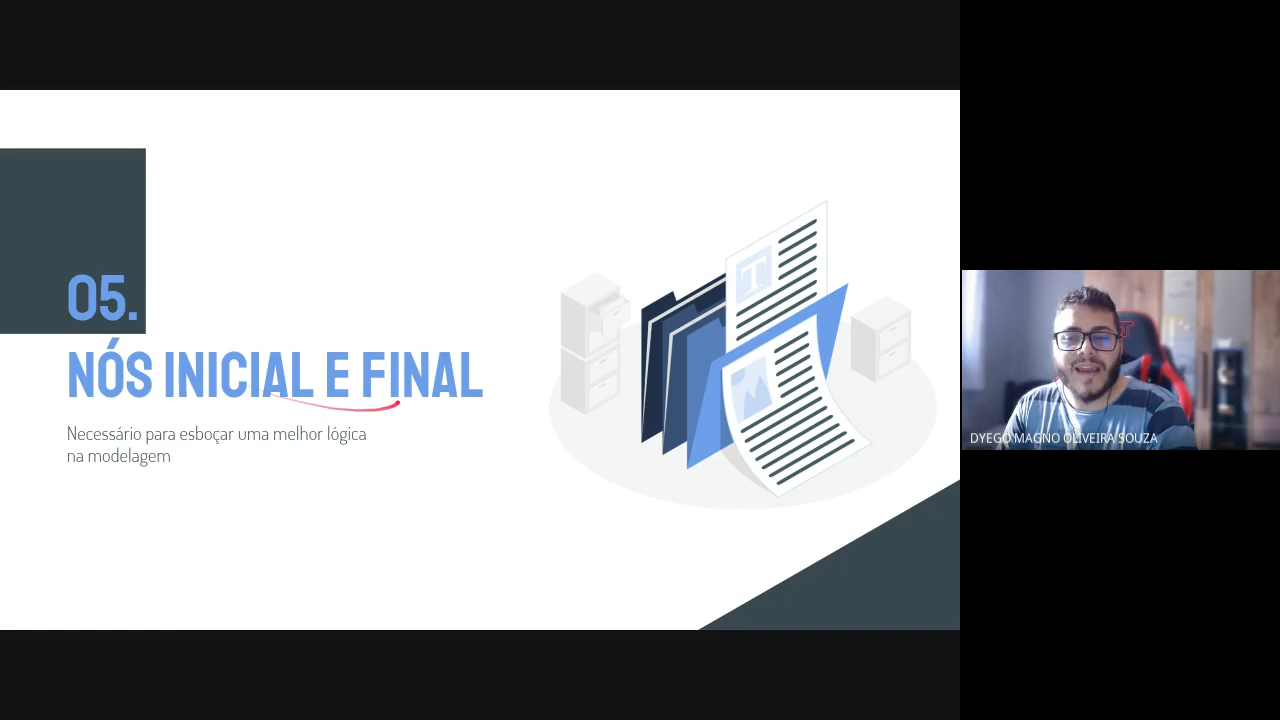 05.
NÓS INICIAL E FINAL
Necessário para esboçar uma melhor lógica
na modelagem
T
DYEGO MAGNO OLIVEIRA SOUZA